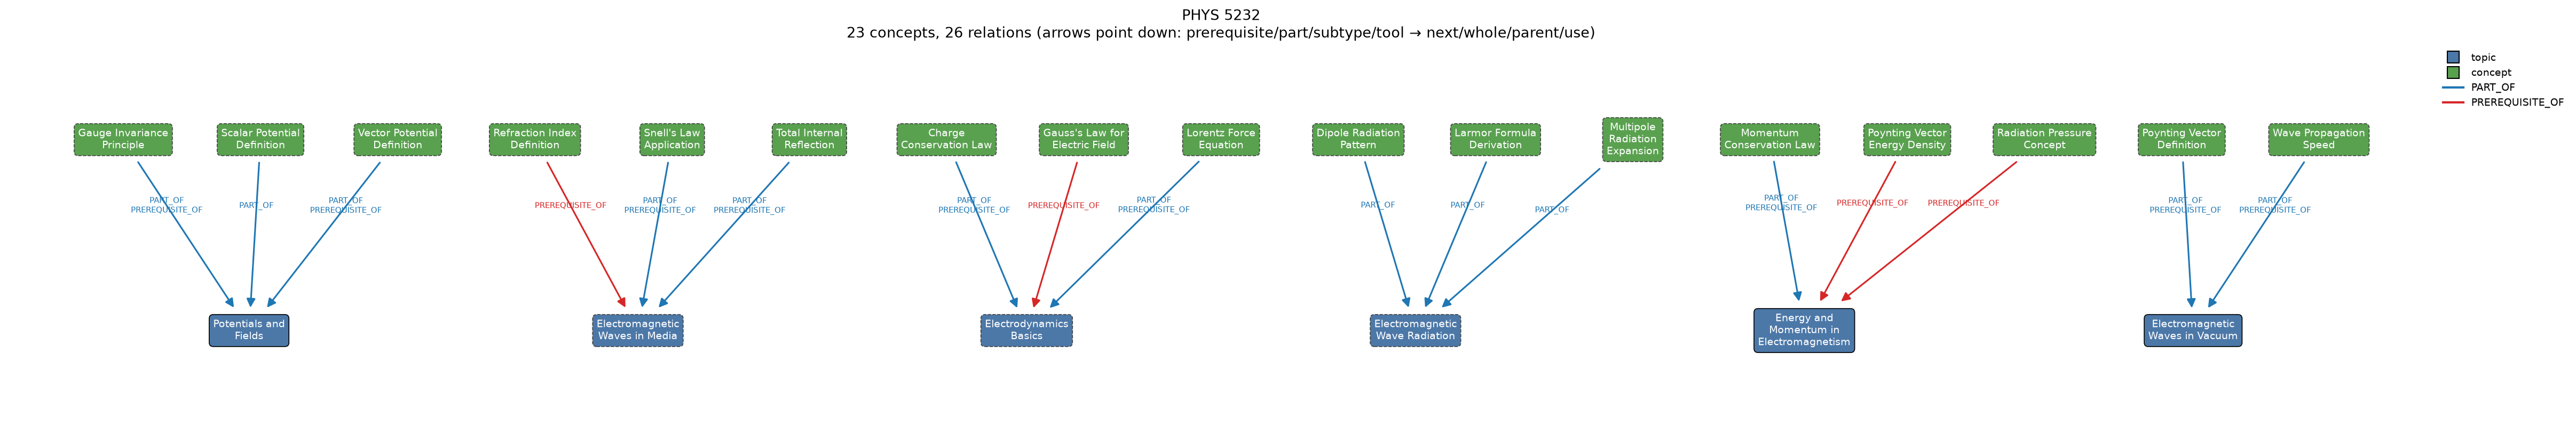 PHYS 5232
23 concepts, 26 relations (arrows point down: prerequisite/part/subtype/tool → next/whole/parent/use)
topic
concept
PART_OF
PREREQUISITE_OF
Gauge Invariance
Principle
Scalar Potential
Definition
Vector Potential
Definition
Refraction Index
Definition
Snell's Law
Application
Total Internal
Reflection
Charge
Conservation Law
Gauss's Law for
Electric Field
Lorentz Force
Equation
Dipole Radiation
Pattern
Larmor Formula
Derivation
Multipole
Radiation
Expansion
Momentum
Conservation Law
Poynting Vector
Energy Density
Radiation Pressure
Concept
Poynting Vector
Definition
Wave Propagation
Speed
PART_OF
PREREQUISITE_OF
PART_OF
PART_OF
PREREQUISITE_OF
PREREQUISITE_OF
PART_OF
PREREQUISITE_OF
PART_OF
PREREQUISITE_OF
PART_OF
PREREQUISITE_OF
PREREQUISITE_OF
PART_OF
PREREQUISITE_OF
PART_OF
PART_OF
PART_OF
PART_OF
PREREQUISITE_OF
PREREQUISITE_OF
PREREQUISITE_OF
PART_OF
PREREQUISITE_OF
PART_OF
PREREQUISITE_OF
Potentials and
Fields
Electromagnetic
Waves in Media
Electrodynamics
Basics
Electromagnetic
Wave Radiation
Energy and
Momentum in
Electromagnetism
Electromagnetic
Waves in Vacuum